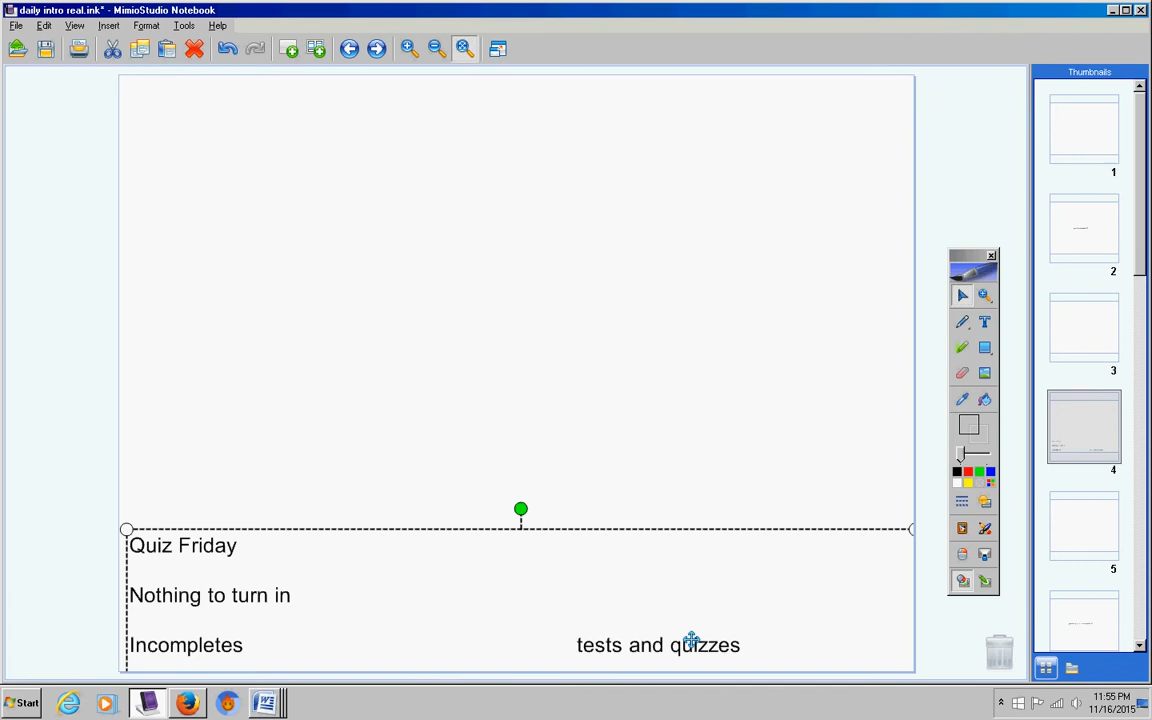 daily intro real.ink* - MimioStudio Notebook
File Edit View Insert Format Tools Help
Thumbnails
1
2
3
4
5
Quiz Friday
Nothing to turn in
Incompletes tests and quizzes
Start
11:55 PM
11/16/2015